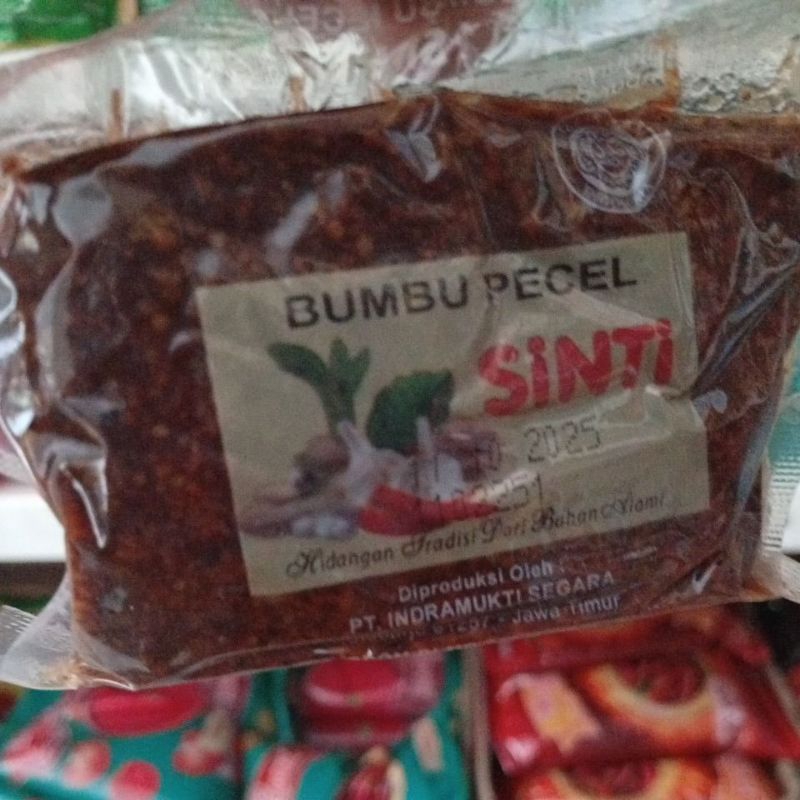 BUMBU PECEL
SiNTi
2025
Hidangan Tradisi Dari Bahan Alami
Diproduksi Oleh :
PT. INDRAMUKTI SEGARA
- Jawa Timur